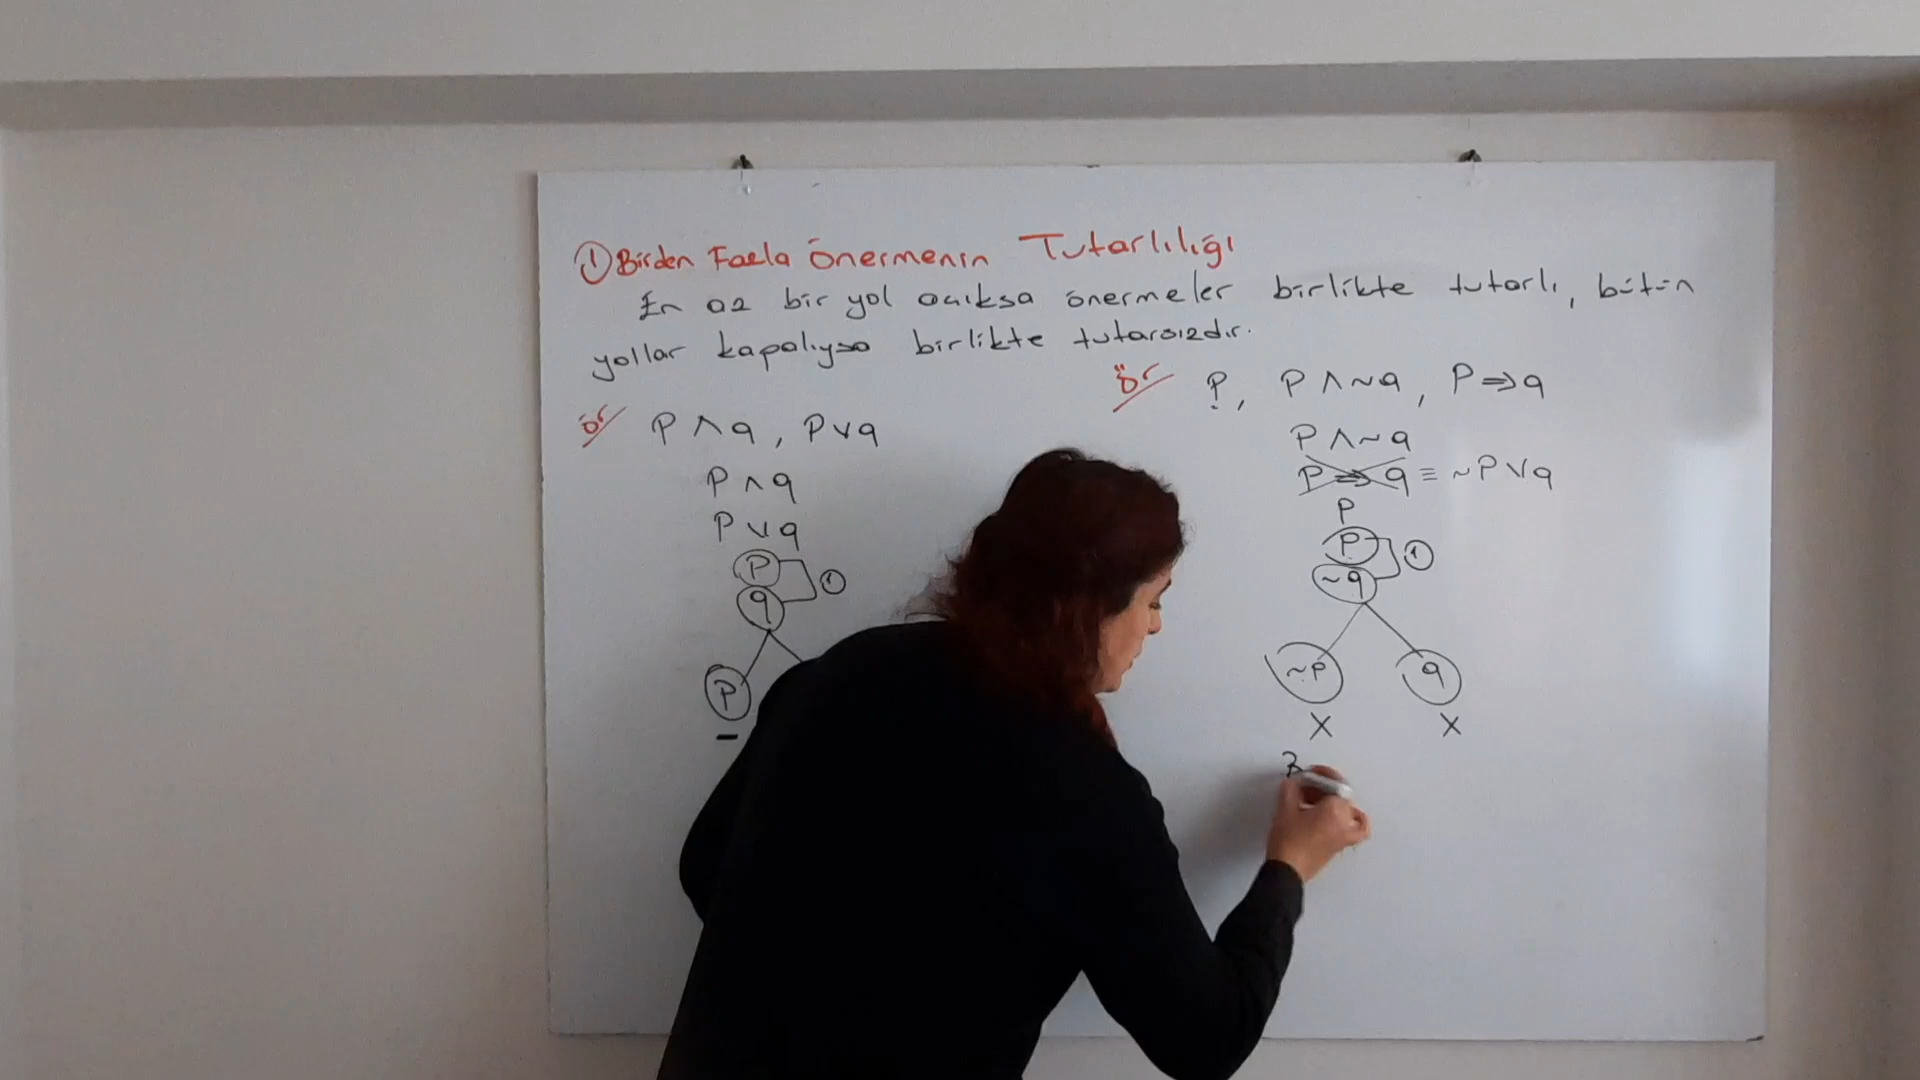 ① Birden Fazla Önermenin Tutarlılığı
En az bir yol açıksa önermeler birlikte tutarlı, bütün
yollar kapalıysa birlikte tutarsızdır.
ör P ∧ q, P ∨ q
P ∧ q
P ∨ q
P
q ①
P
–
ör P, P ∧ ~q, P ⇒ q
P ∧ ~q
P ⇒ q ≡ ~P ∨ q
P
P
~q ①
~P q
X X